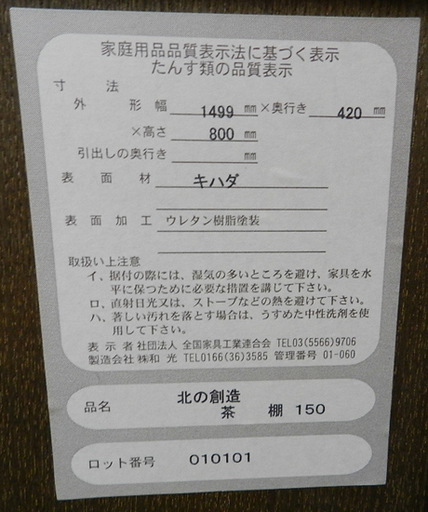 家庭用品品質表示法に基づく表示
たんす類の品質表示
寸法
外形幅 1499 ㎜ ×奥行き 420 ㎜
×高さ 800 ㎜
引出しの奥行き ㎜
表面材 キハダ
表面加工 ウレタン樹脂塗装
取扱い上注意
イ、据付の際には、湿気の多いところを避け、家具を水
平に保つために必要な措置を講じて下さい。
ロ、直射日光又は、ストーブなどの熱を避けて下さい。
ハ、著しい汚れを落とす場合は、うすめた中性洗剤を使
用して下さい。
表示者 社団法人 全国家具工業連合会 TEL03(5566)9706
製造会社 ㈱和光 TEL0166(36)3585 管理番号 01-060
品名 北の創造
茶棚 150
ロット番号 010101